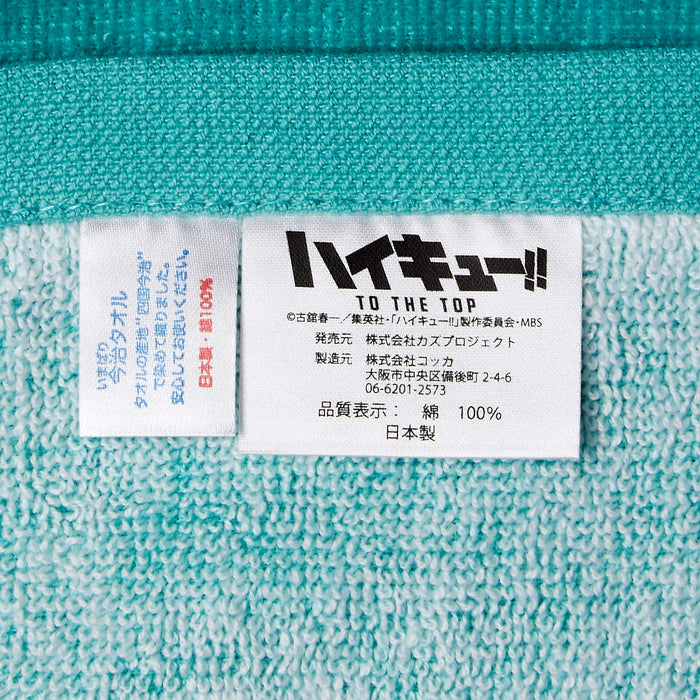 いまばり
今治タオル
タオルの産地"四国今治"
で染めて織りました。
安心してお使いください。
日本製・綿100%
ハイキュー!!
TO THE TOP
©古舘春一／集英社・「ハイキュー!!」製作委員会・MBS
発売元 株式会社カズプロジェクト
製造元 株式会社コッカ
大阪市中央区備後町 2-4-6
06-6201-2573
品質表示： 綿 100%
日本製